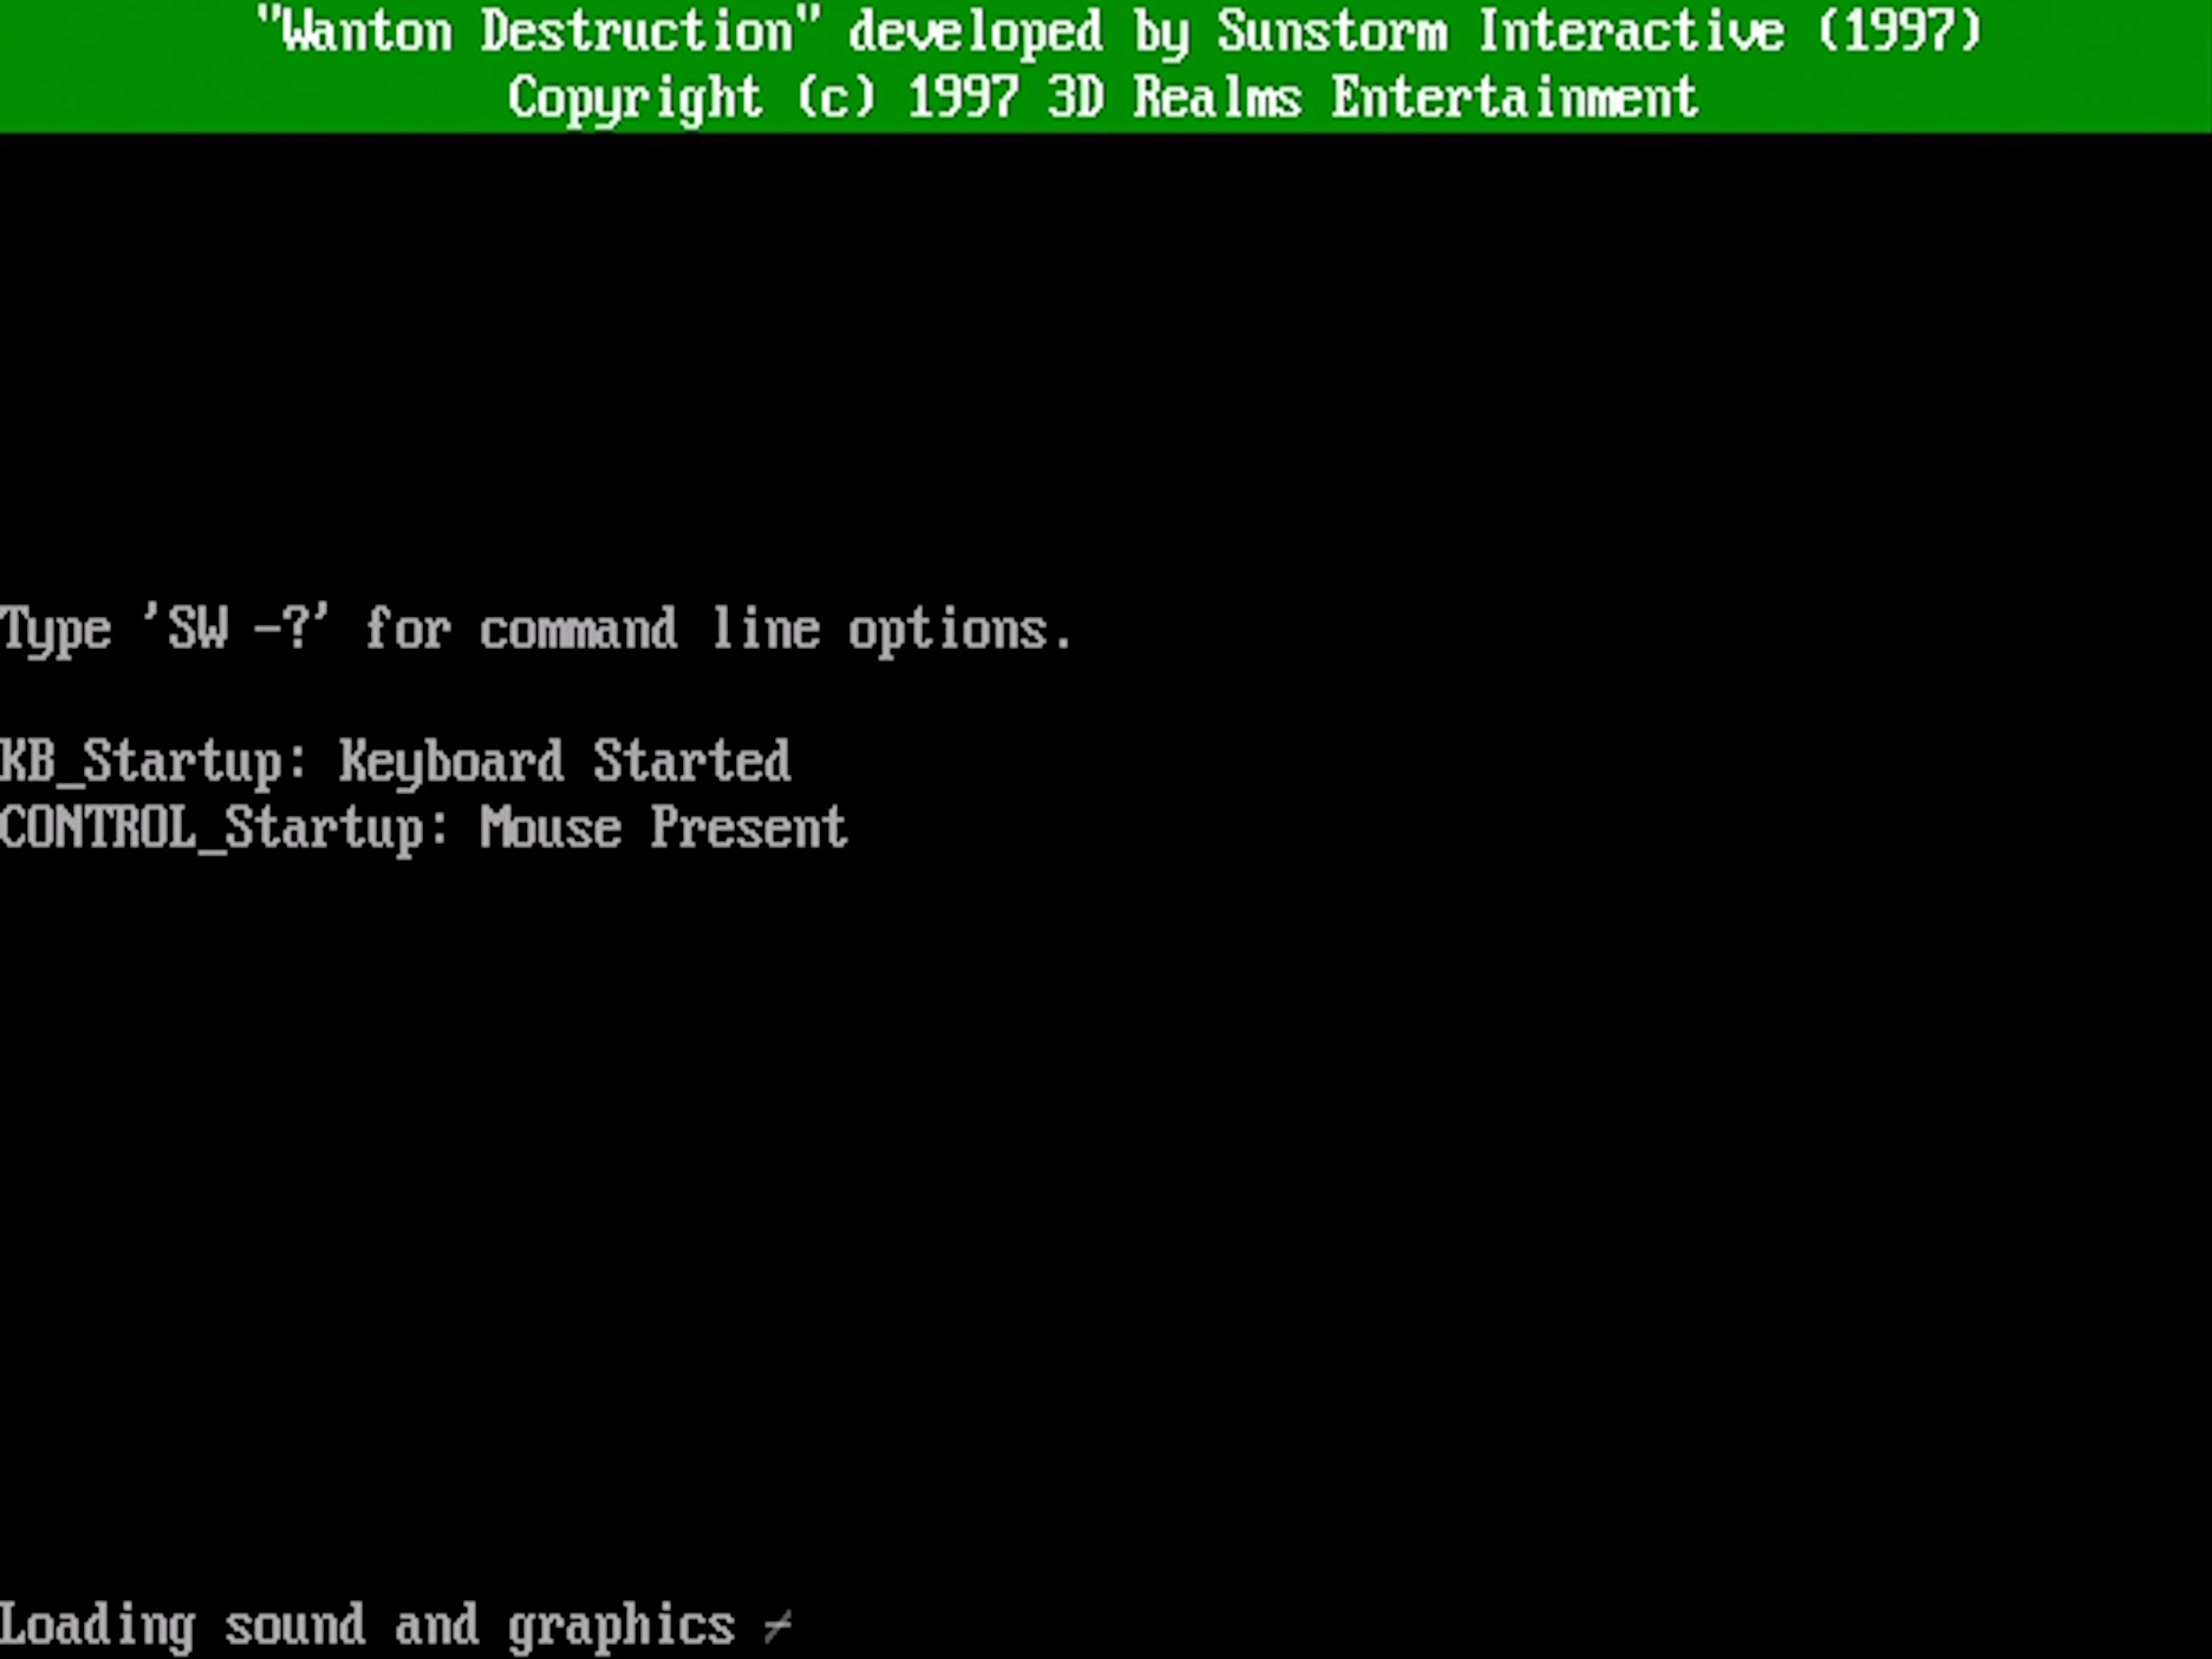 "Wanton Destruction" developed by Sunstorm Interactive (1997)
Copyright (c) 1997 3D Realms Entertainment
Type 'SW -?' for command line options.
KB_Startup: Keyboard Started
CONTROL_Startup: Mouse Present
Loading sound and graphics